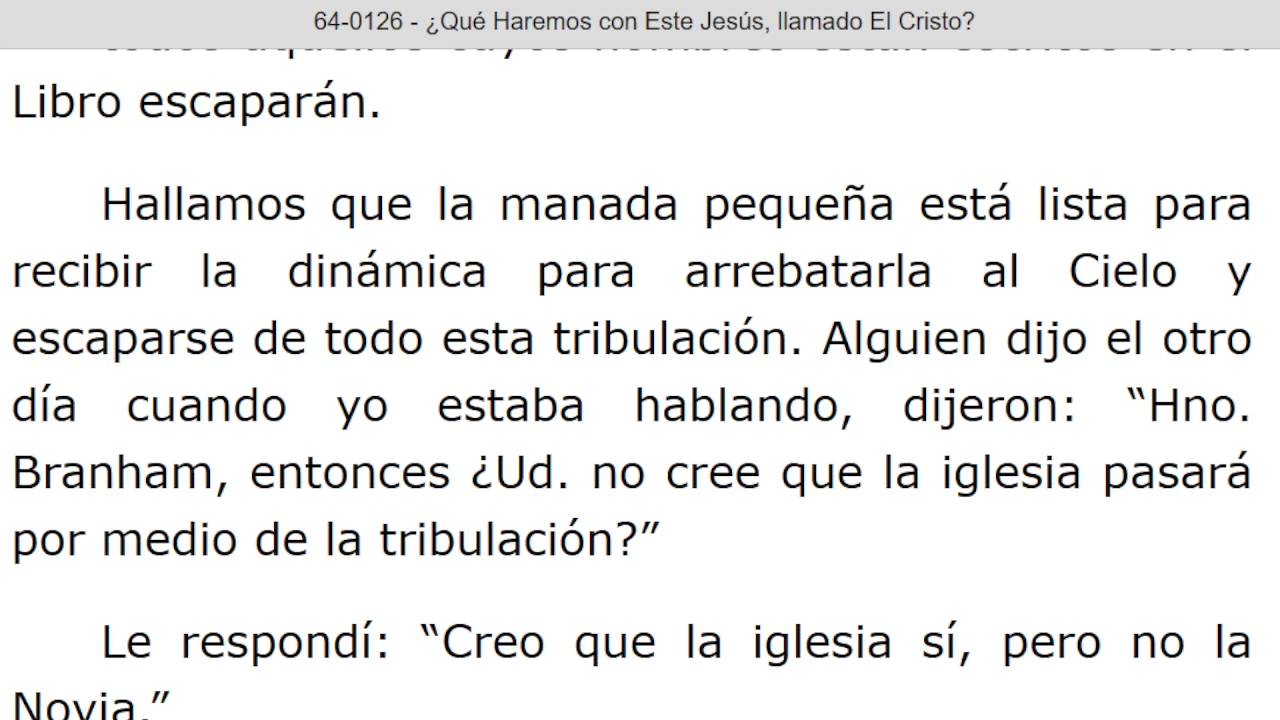 64-0126 - ¿Qué Haremos con Este Jesús, llamado El Cristo?
Libro escaparán.
Hallamos que la manada pequeña está lista para
recibir la dinámica para arrebatarla al Cielo y
escaparse de todo esta tribulación. Alguien dijo el otro
día cuando yo estaba hablando, dijeron: “Hno.
Branham, entonces ¿Ud. no cree que la iglesia pasará
por medio de la tribulación?”
Le respondí: “Creo que la iglesia sí, pero no la
Novia.”